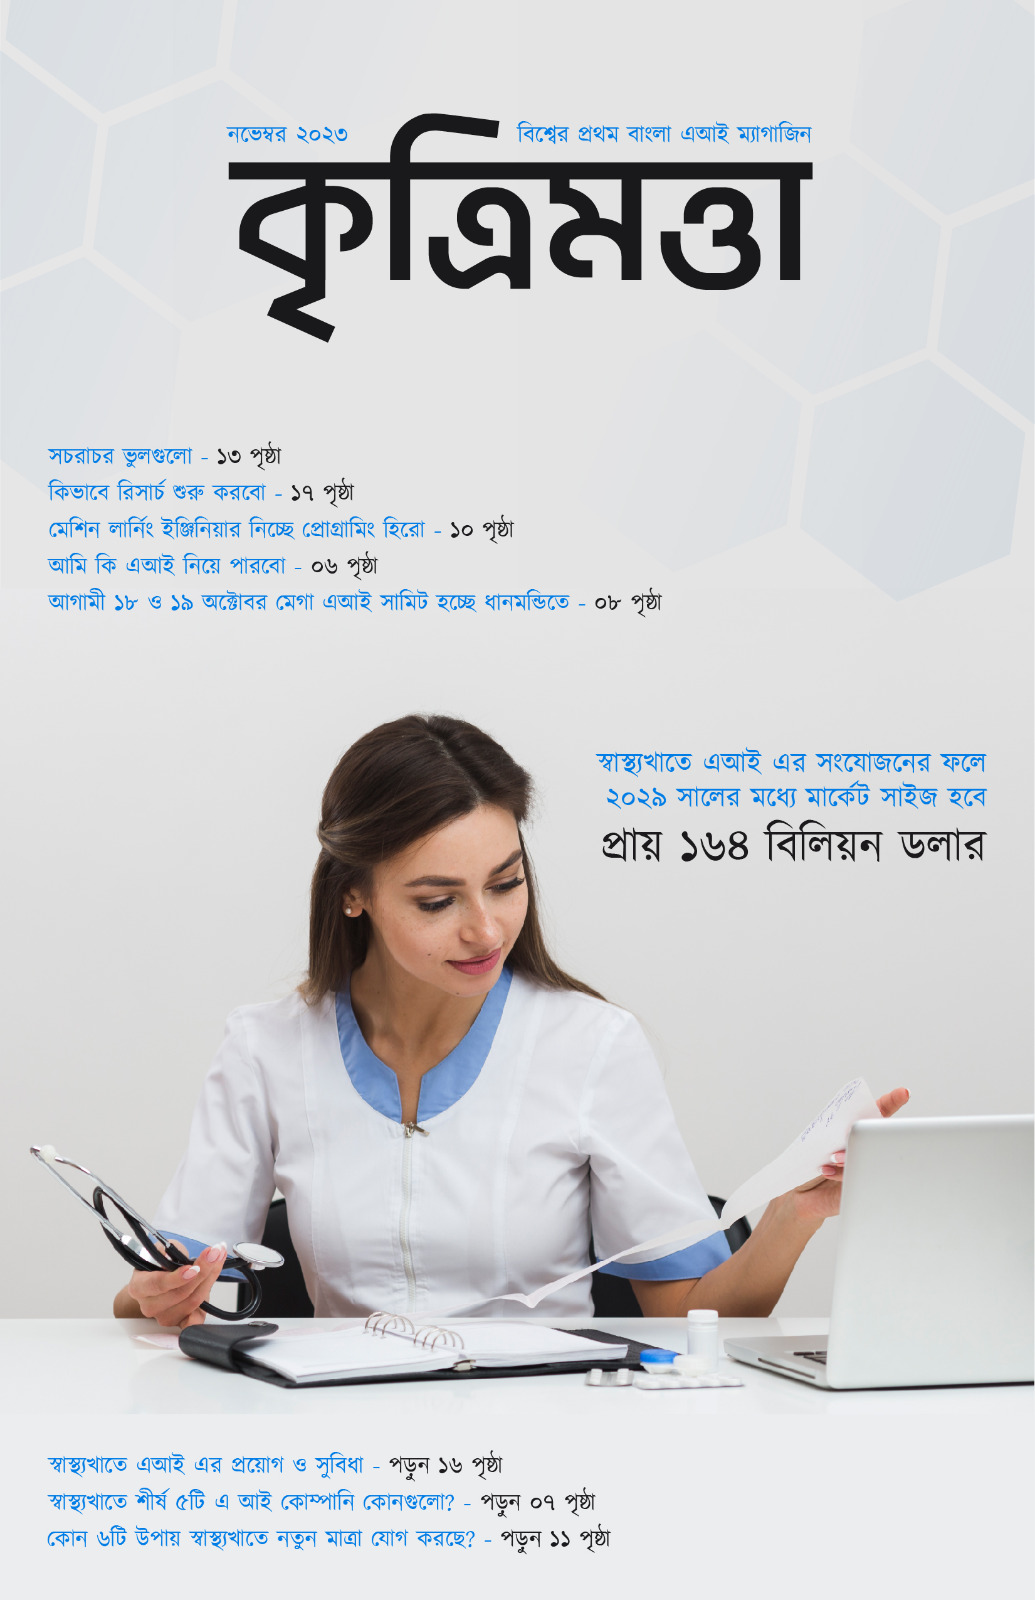 নভেম্বর ২০২৩
বিশ্বের প্রথম বাংলা এআই ম্যাগাজিন
কৃত্রিমত্তা
সচরাচর ভুলগুলো - ১৩ পৃষ্ঠা
কিভাবে রিসার্চ শুরু করবো - ১৭ পৃষ্ঠা
মেশিন লার্নিং ইঞ্জিনিয়ার নিচ্ছে প্রোগ্রামিং হিরো - ১০ পৃষ্ঠা
আমি কি এআই নিয়ে পারবো - ০৬ পৃষ্ঠা
আগামী ১৮ ও ১৯ অক্টোবর মেগা এআই সামিট হচ্ছে ধানমন্ডিতে - ০৮ পৃষ্ঠা
স্বাস্থ্যখাতে এআই এর সংযোজনের ফলে
২০২৯ সালের মধ্যে মার্কেট সাইজ হবে
প্রায় ১৬৪ বিলিয়ন ডলার
স্বাস্থ্যখাতে এআই এর প্রয়োগ ও সুবিধা - পড়ুন ১৬ পৃষ্ঠা
স্বাস্থ্যখাতে শীর্ষ ৫টি এ আই কোম্পানি কোনগুলো? - পড়ুন ০৭ পৃষ্ঠা
কোন ৬টি উপায় স্বাস্থ্যখাতে নতুন মাত্রা যোগ করছে? - পড়ুন ১১ পৃষ্ঠা